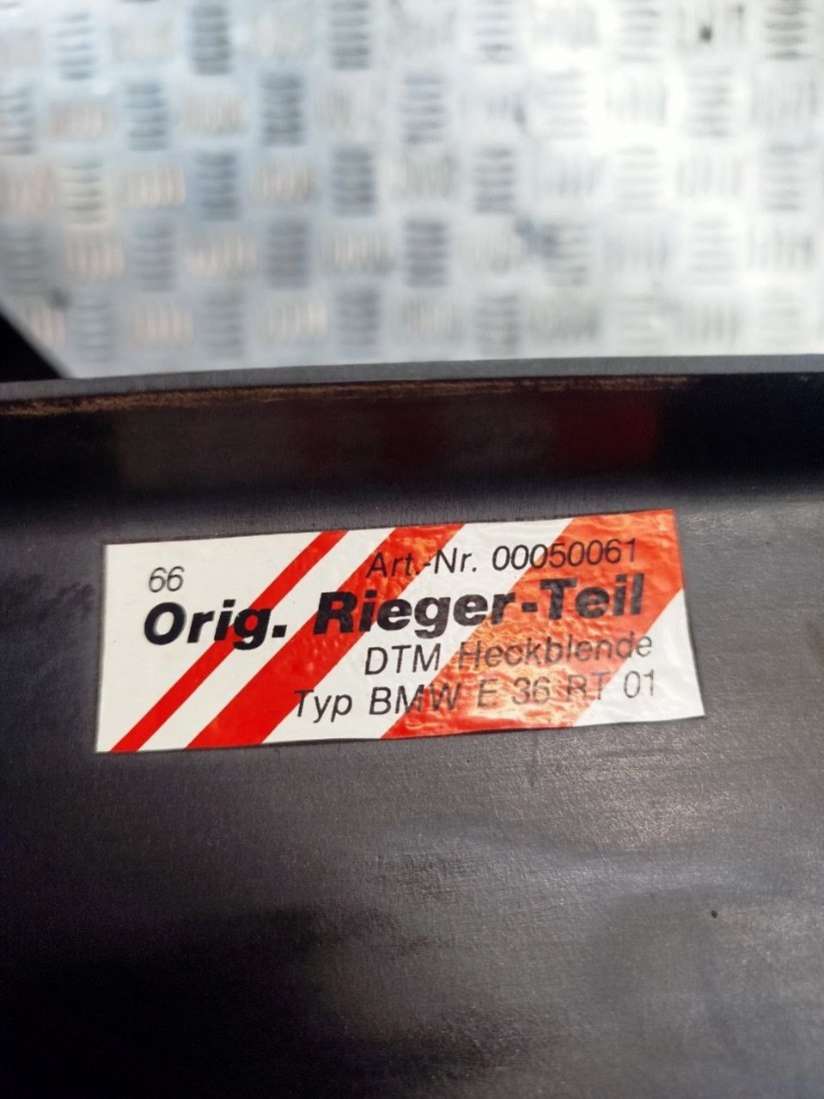 66 Art.-Nr. 00050061
Orig. Rieger-Teil
DTM Heckblende
Typ BMW E 36 RT 01